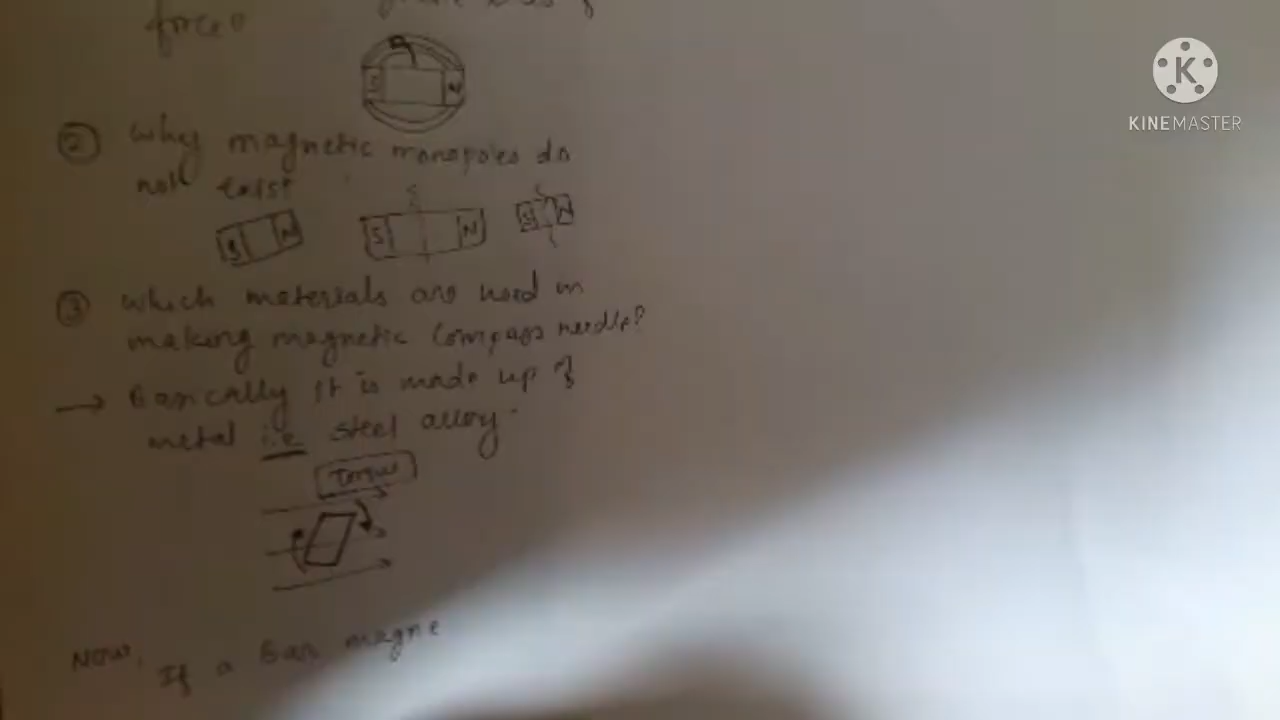 force
② Why magnetic monopoles do
not exist
S N
S N
S N
③ Which materials are used in
making magnetic compass needle?
→ Basically it is made up of
metal i.e steel alloy.
Torque
Now,
If a Bar magne
K
KINEMASTER